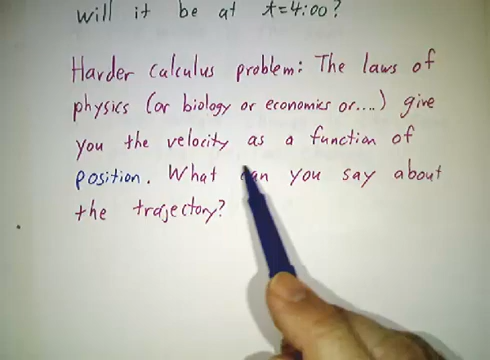 will it be at t=4:00?
Harder calculus problem: The laws of
physics (or biology or economics or....) give
you the velocity as a function of
position. What can you say about
the trajectory?